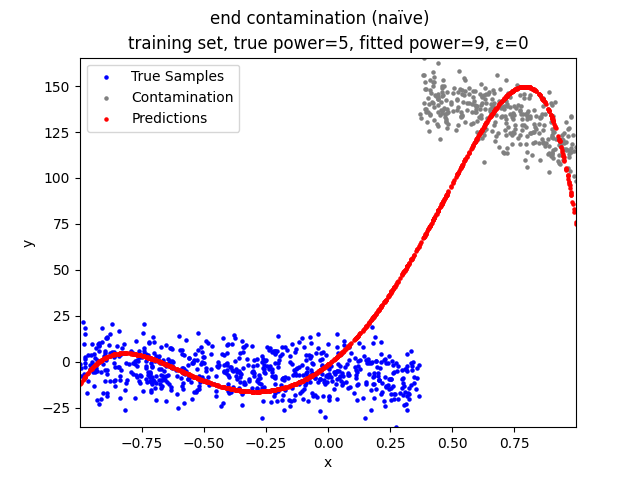 end contamination (naïve)
training set, true power=5, fitted power=9, ε=0
True Samples
Contamination
Predictions
150
125
100
75
50
25
0
−25
y
−0.75 −0.50 −0.25 0.00 0.25 0.50 0.75
x